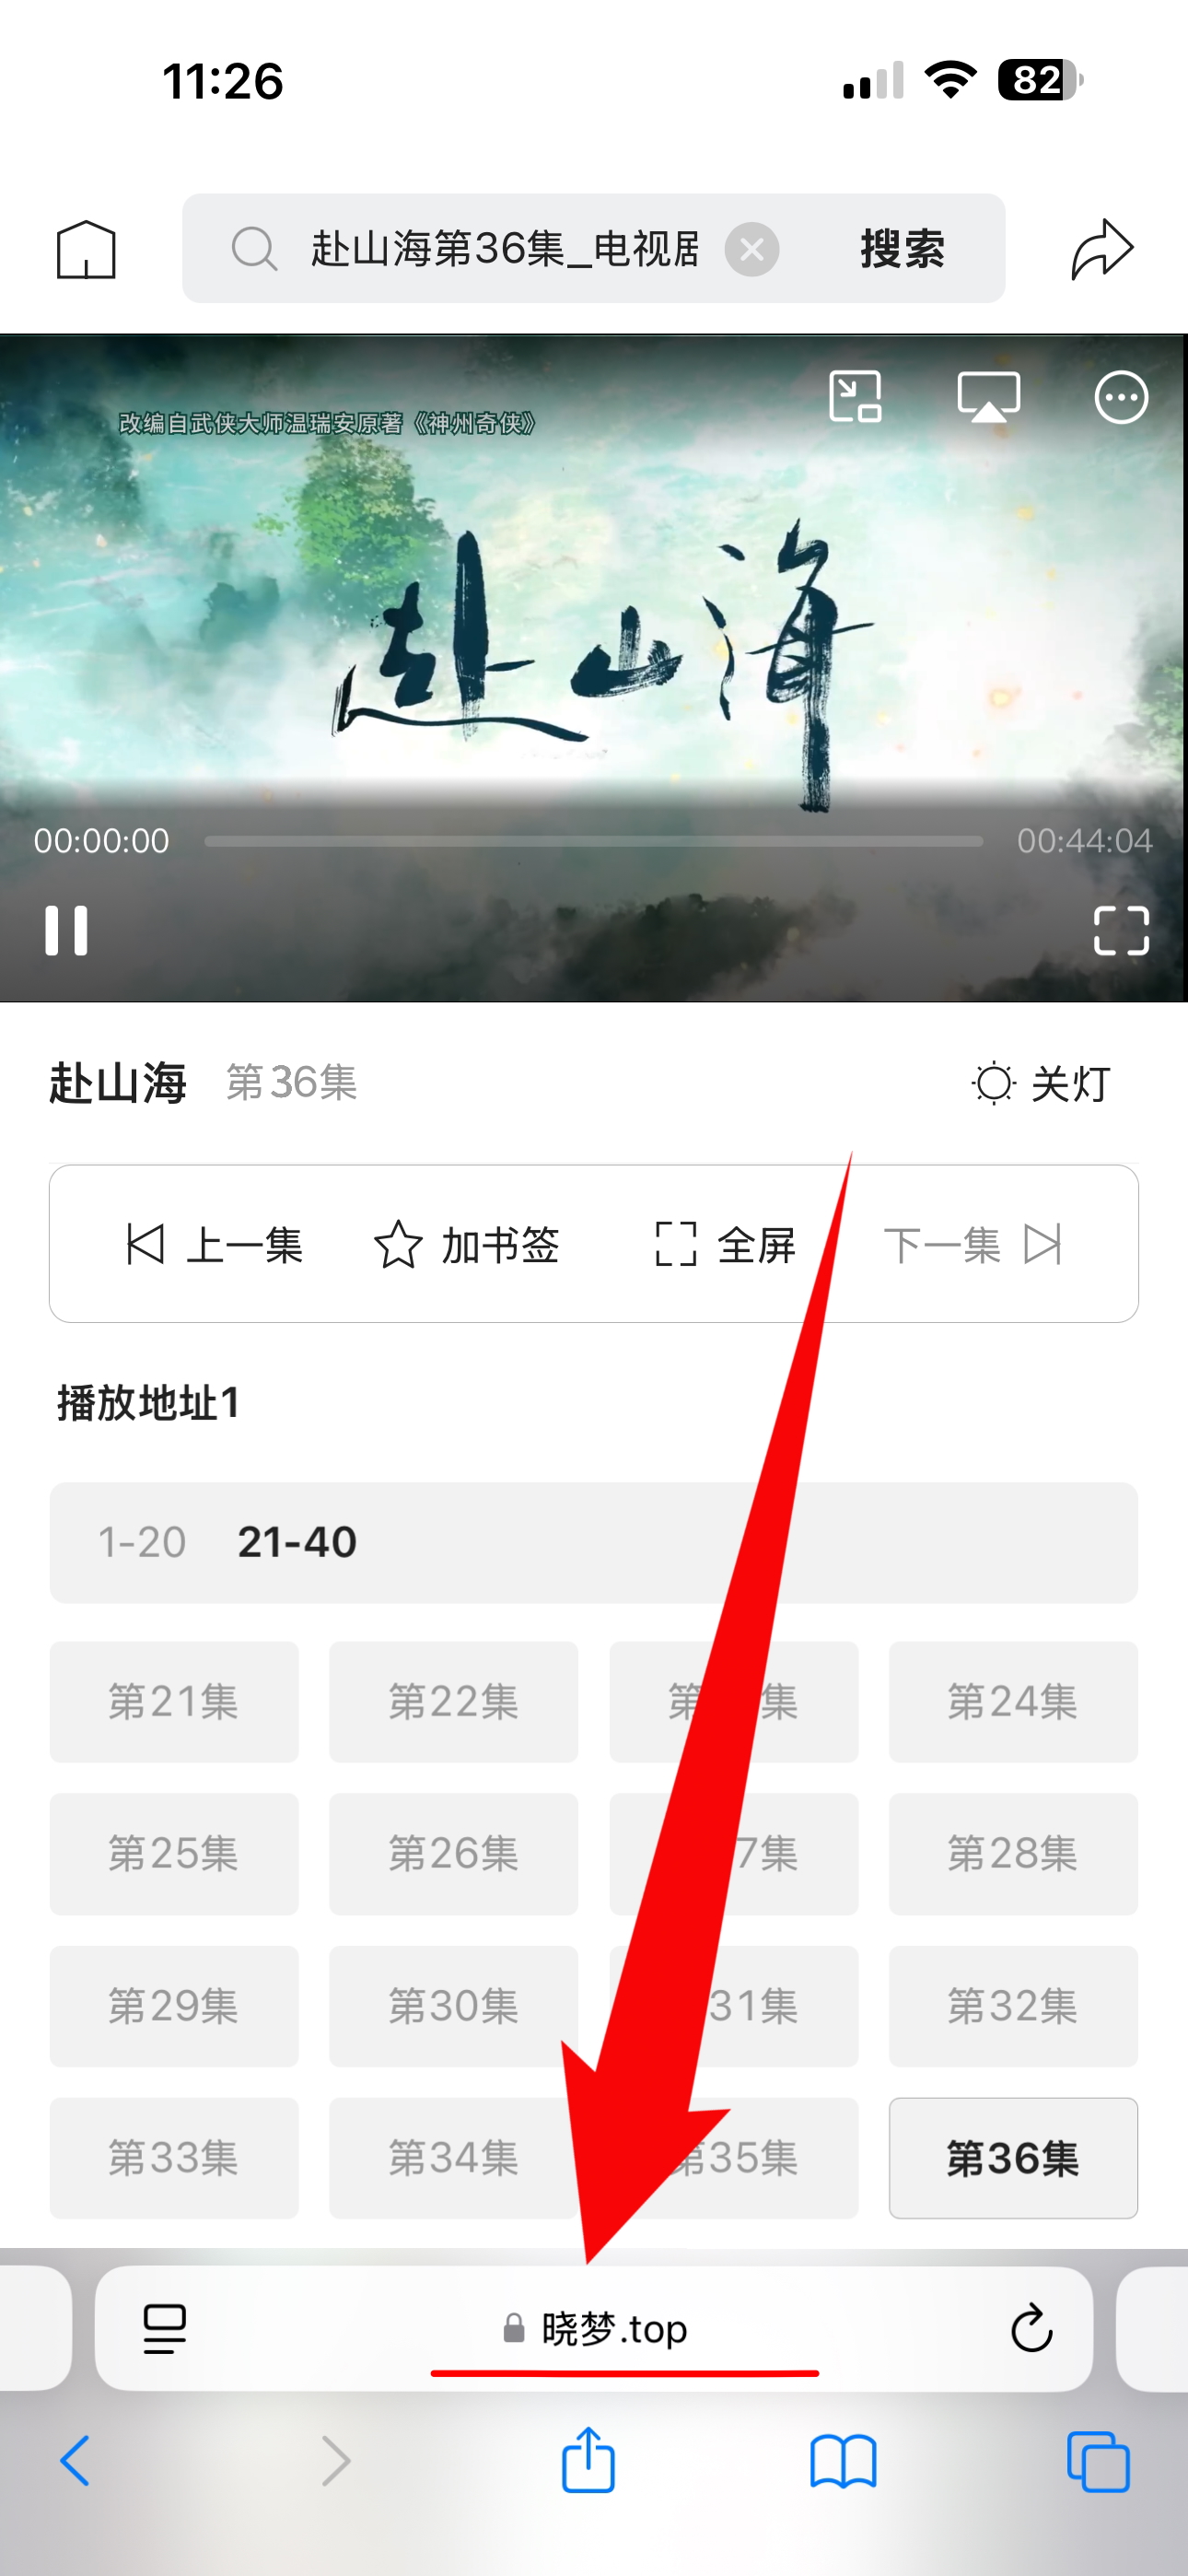 11:26
82
赴山海第36集_电视剧
搜索
改编自武侠大师温瑞安原著《神州奇侠》
赴山海
00:00:00
00:44:04
赴山海 第36集
关灯
上一集 加书签 全屏 下一集
播放地址1
1-20 21-40
第21集 第22集 第 集 第24集
第25集 第26集 7集 第28集
第29集 第30集 31集 第32集
第33集 第34集 第35集 第36集
晓梦.top